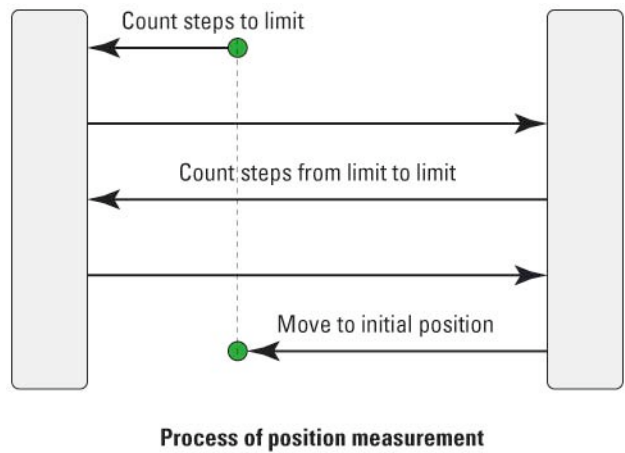 Count steps to limit
Count steps from limit to limit
Move to initial position
Process of position measurement